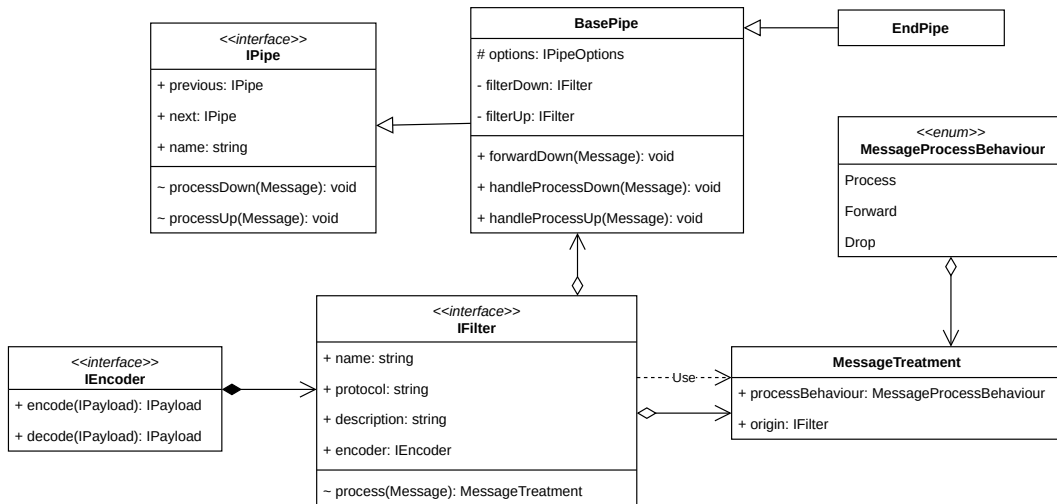 <<interface>>
IPipe
+ previous: IPipe
+ next: IPipe
+ name: string
~ processDown(Message): void
~ processUp(Message): void
BasePipe
# options: IPipeOptions
- filterDown: IFilter
- filterUp: IFilter
+ forwardDown(Message): void
+ handleProcessDown(Message): void
+ handleProcessUp(Message): void
EndPipe
<<enum>>
MessageProcessBehaviour
Process
Forward
Drop
<<interface>>
IEncoder
+ encode(IPayload): IPayload
+ decode(IPayload): IPayload
<<interface>>
IFilter
+ name: string
+ protocol: string
+ description: string
+ encoder: IEncoder
~ process(Message): MessageTreatment
Use
MessageTreatment
+ processBehaviour: MessageProcessBehaviour
+ origin: IFilter